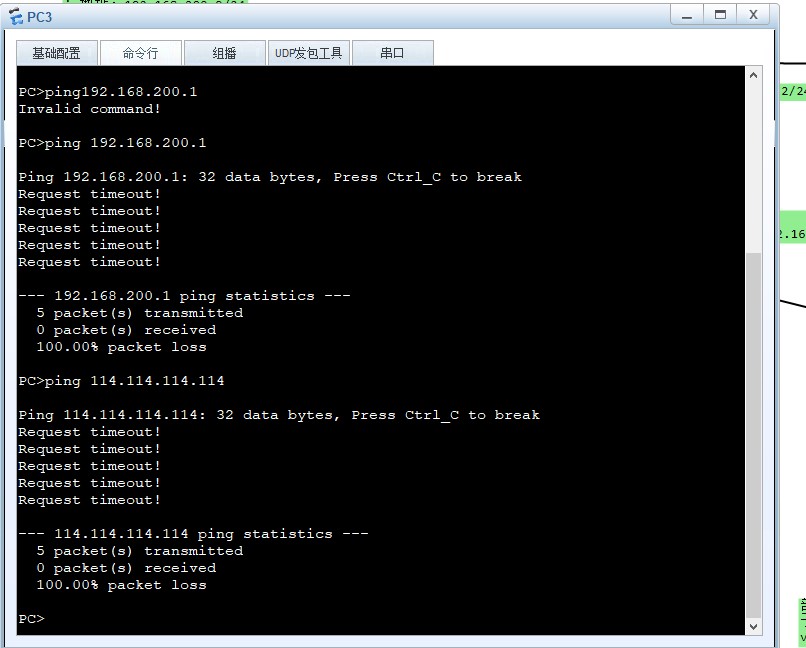 PC3
基础配置 命令行 组播 UDP发包工具 串口
PC>ping192.168.200.1
Invalid command!
PC>ping 192.168.200.1
Ping 192.168.200.1: 32 data bytes, Press Ctrl_C to break
Request timeout!
Request timeout!
Request timeout!
Request timeout!
Request timeout!
--- 192.168.200.1 ping statistics ---
5 packet(s) transmitted
0 packet(s) received
100.00% packet loss
PC>ping 114.114.114.114
Ping 114.114.114.114: 32 data bytes, Press Ctrl_C to break
Request timeout!
Request timeout!
Request timeout!
Request timeout!
Request timeout!
--- 114.114.114.114 ping statistics ---
5 packet(s) transmitted
0 packet(s) received
100.00% packet loss
PC>
2/24
2.16